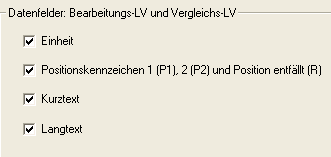 Datenfelder: Bearbeitungs-LV und Vergleichs-LV
Einheit
Positionskennzeichen 1 (P1), 2 (P2) und Position entfällt (R)
Kurztext
Langtext